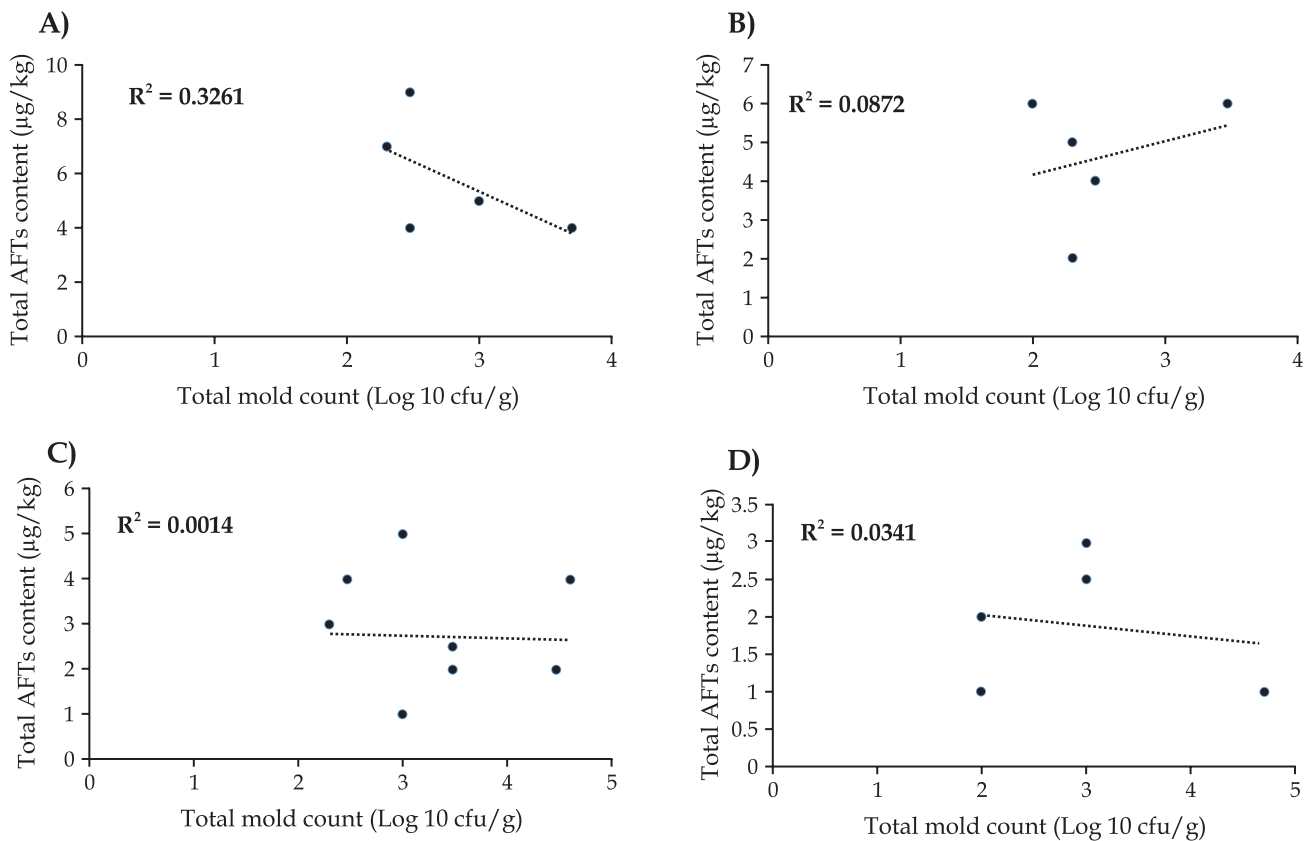 A)
Total AFTs content (µg/kg)
R² = 0.3261
10
8
6
4
2
0
0 1 2 3 4
Total mold count (Log 10 cfu/g)
B)
Total AFTs content (µg/kg)
R² = 0.0872
7
6
5
4
3
2
1
0
0 1 2 3 4
Total mold count (Log 10 cfu/g)
C)
Total AFTs content (µg/kg)
R² = 0.0014
6
5
4
3
2
1
0
0 1 2 3 4 5
Total mold count (Log 10 cfu/g)
D)
Total AFTs content (µg/kg)
R² = 0.0341
3.5
3
2.5
2
1.5
1
0.5
0
0 1 2 3 4 5
Total mold count (Log 10 cfu/g)